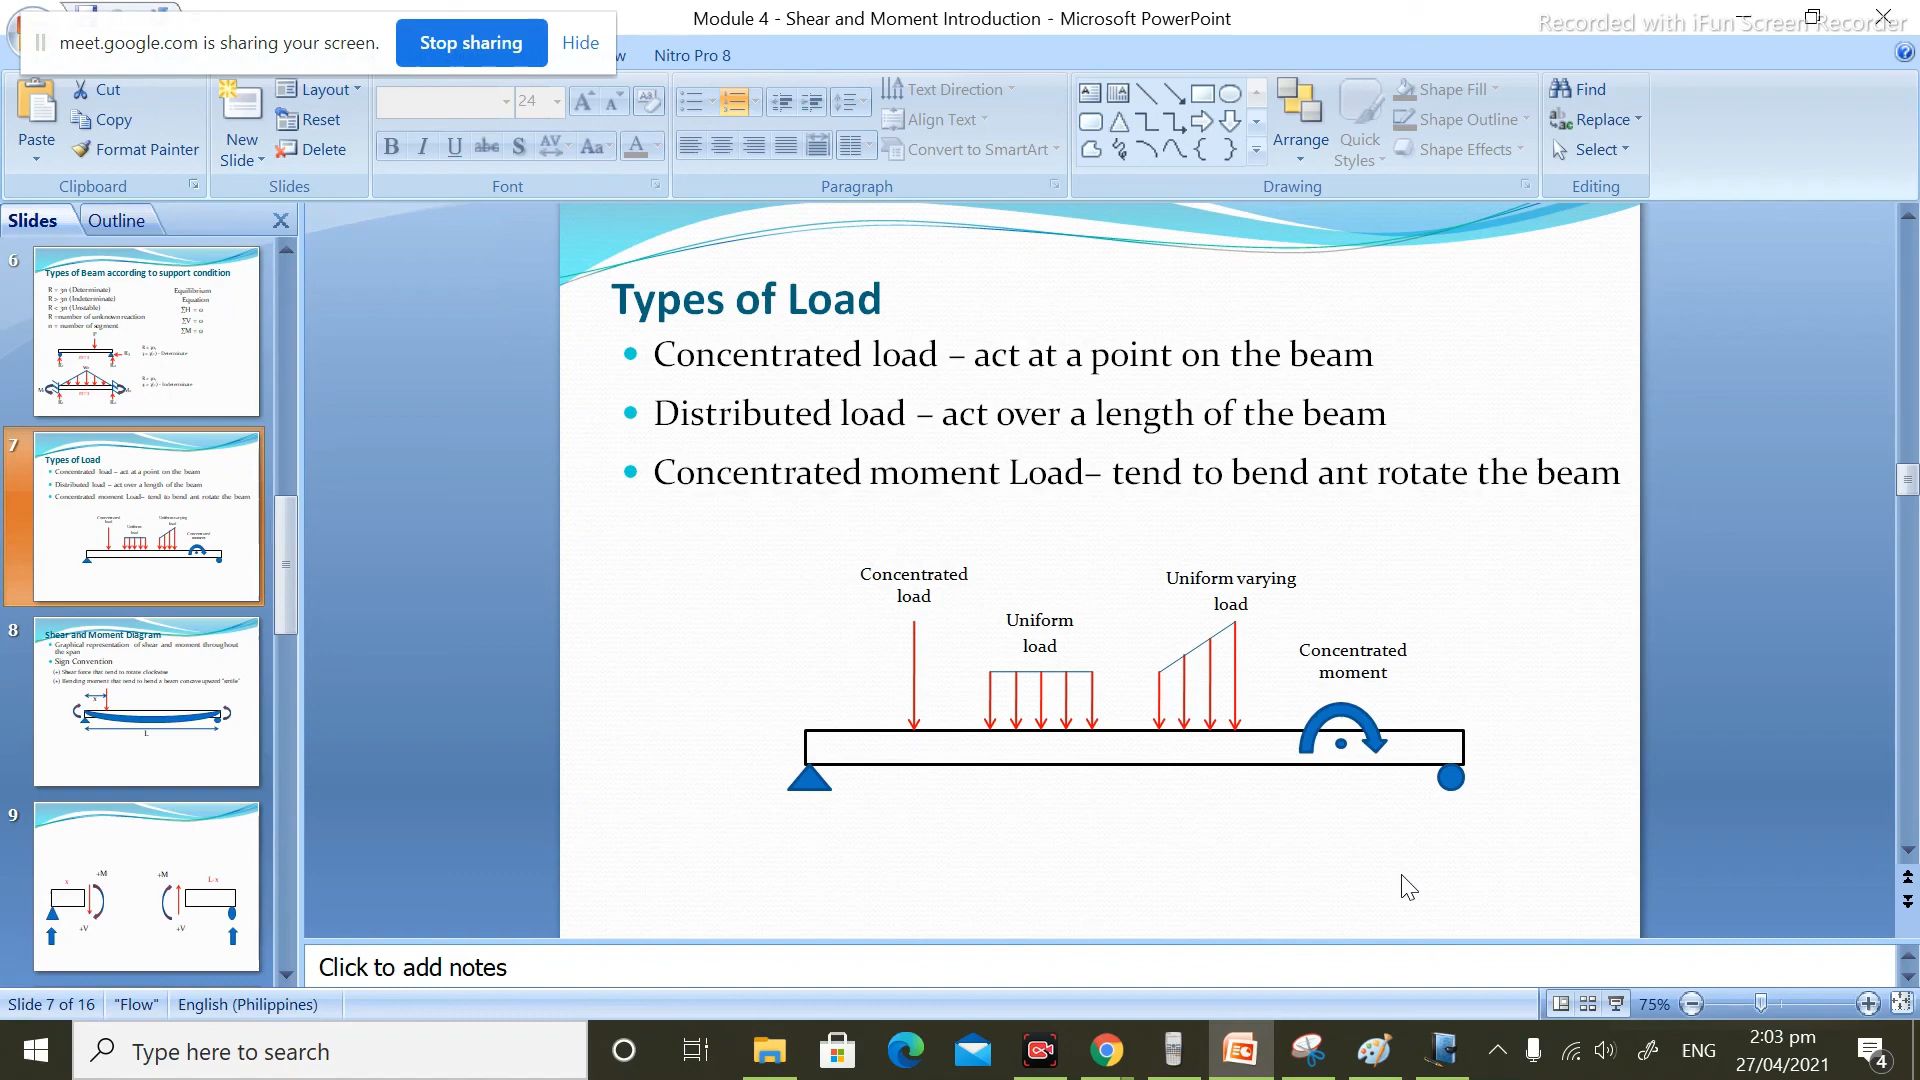 Module 4 - Shear and Moment Introduction - Microsoft PowerPoint
Recorded with iFun Screen Recorder
meet.google.com is sharing your screen.
Stop sharing
Hide
Nitro Pro 8
Paste
Cut
Copy
Format Painter
Clipboard
New
Slide
Layout
Reset
Delete
Slides
24
Font
Text Direction
Align Text
Convert to SmartArt
Paragraph
Arrange
Quick
Styles
Shape Fill
Shape Outline
Shape Effects
Drawing
Find
Replace
Select
Editing
Slides
Outline
6
Types of Beam according to support condition
R = 3n (Determinate)
R > 3n (Indeterminate)
R < 3n (Unstable)
R =number of unknown reaction
n = number of segment
Equilibrium
Equation
∑H = 0
∑V = 0
∑M = 0
7
Types of Load
Concentrated load – act at a point on the beam
Distributed load – act over a length of the beam
Concentrated moment Load– tend to bend ant rotate the beam
Concentrated
load
Uniform
load
Uniform varying
load
Concentrated
moment
8
Shear and Moment Diagram
Graphical representation of shear and moment throughout
the span
Sign Convention
(+) Shear force that tend to rotate clockwise
(+) Bending moment that tend to bend a beam concave upward "smile"
x
L
9
x
+M
+V
+M
L-x
+V
Types of Load
Concentrated load – act at a point on the beam
Distributed load – act over a length of the beam
Concentrated moment Load– tend to bend ant rotate the beam
Concentrated
load
Uniform
load
Uniform varying
load
Concentrated
moment
Click to add notes
Slide 7 of 16
"Flow"
English (Philippines)
75%
Type here to search
ENG
2:03 pm
27/04/2021
4